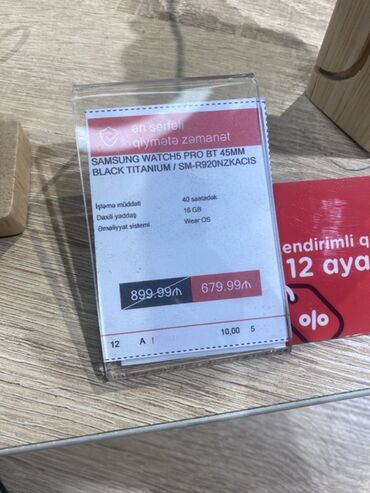 ən sərfəli
qiymətə zəmanət
SAMSUNG WATCH5 PRO BT 45MM
BLACK TITANIUM / SM-R920NZKACIS
İşləmə müddəti 40 saatadək
Daxili yaddaş 16 GB
Əməliyyat sistemi Wear OS
899.99₼ 679.99₼
12 A 10,00 5
endirimli q
12 aya